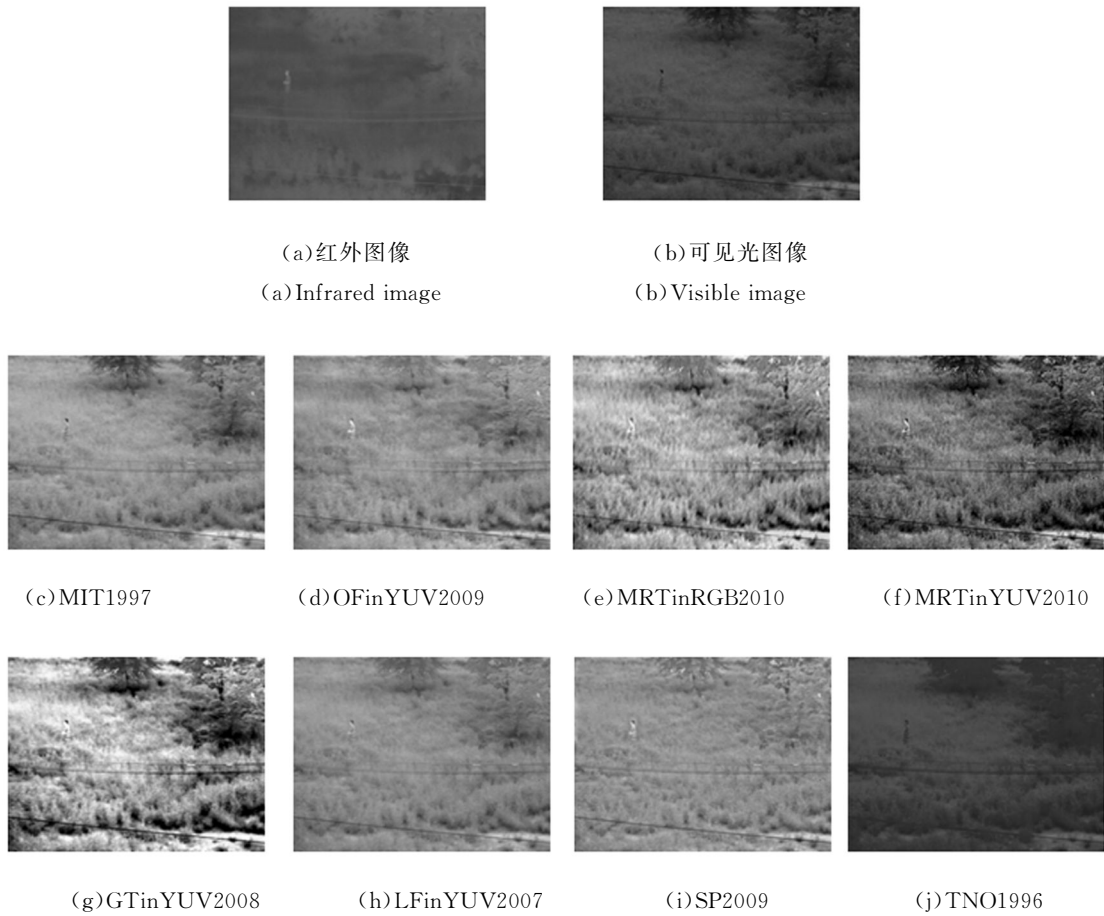 (a)红外图像
(b)可见光图像
(a)Infrared image
(b)Visible image
(c)MIT1997
(d)OFinYUV2009
(e)MRTinRGB2010
(f)MRTinYUV2010
(g)GTinYUV2008
(h)LFinYUV2007
(i)SP2009
(j)TNO1996